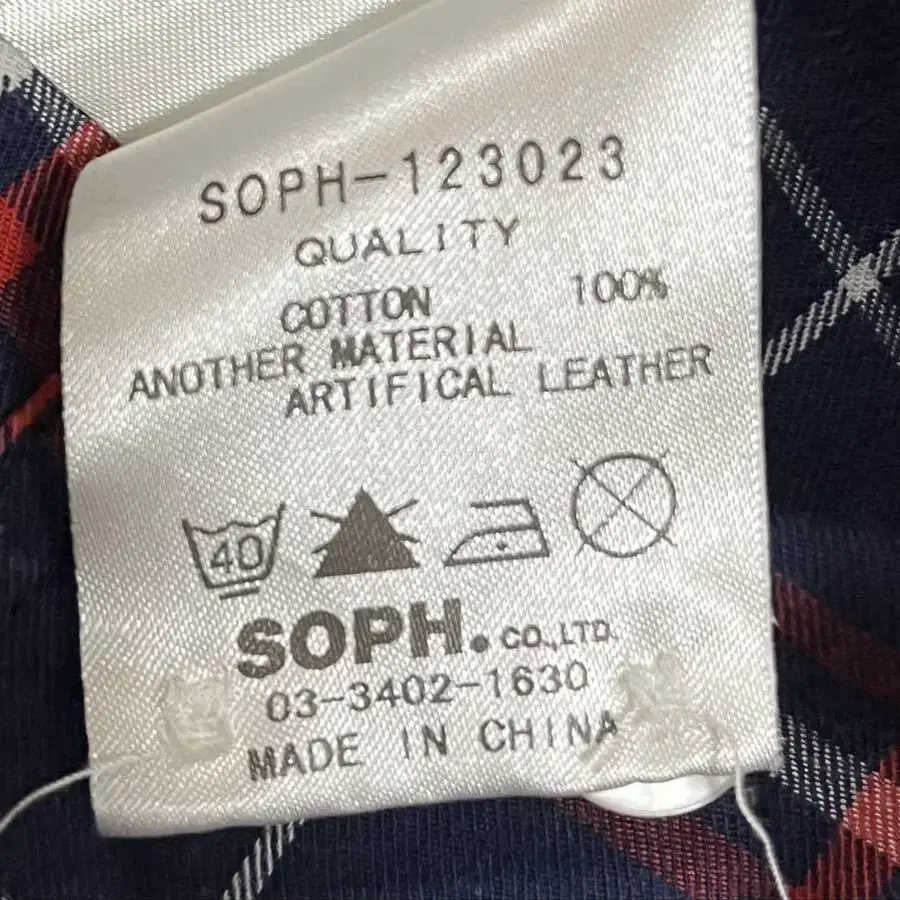 SOPH-123023
QUALITY
COTTON 100%
ANOTHER MATERIAL
ARTIFICAL LEATHER
40
SOPH. CO.,LTD.
03-3402-1630
MADE IN CHINA